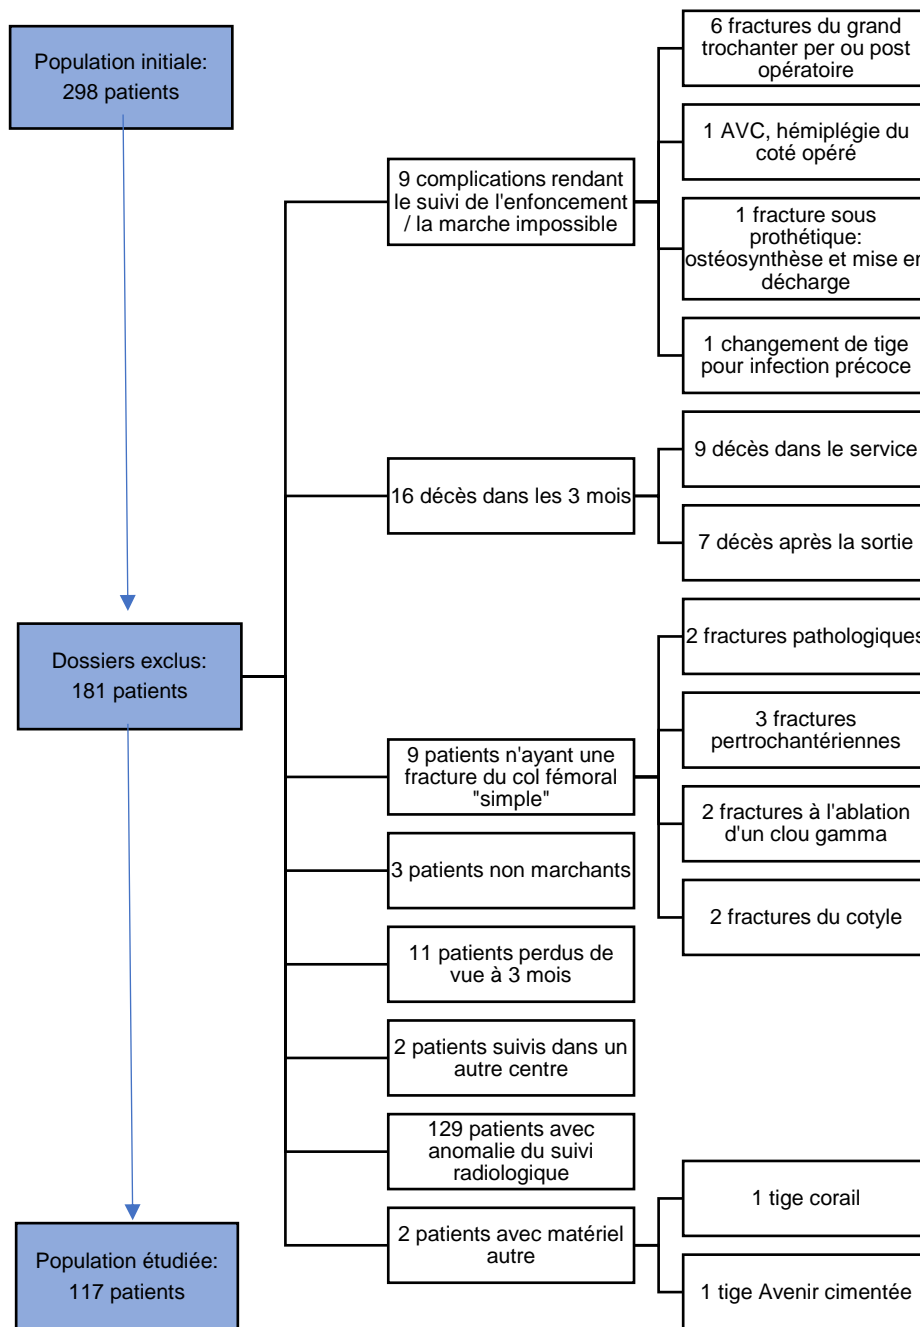 Population initiale:
298 patients
Dossiers exclus:
181 patients
Population étudiée:
117 patients
9 complications rendant
le suivi de l'enfoncement
/ la marche impossible
6 fractures du grand
trochanter per ou post
opératoire
1 AVC, hémiplégie du
coté opéré
1 fracture sous
prothétique:
ostéosynthèse et mise en
décharge
1 changement de tige
pour infection précoce
16 décès dans les 3 mois
9 décès dans le service
7 décès après la sortie
9 patients n'ayant une
fracture du col fémoral
"simple"
2 fractures pathologiques
3 fractures
pertrochantériennes
2 fractures à l'ablation
d'un clou gamma
2 fractures du cotyle
3 patients non marchants
11 patients perdus de
vue à 3 mois
2 patients suivis dans un
autre centre
129 patients avec
anomalie du suivi
radiologique
2 patients avec matériel
autre
1 tige corail
1 tige Avenir cimentée